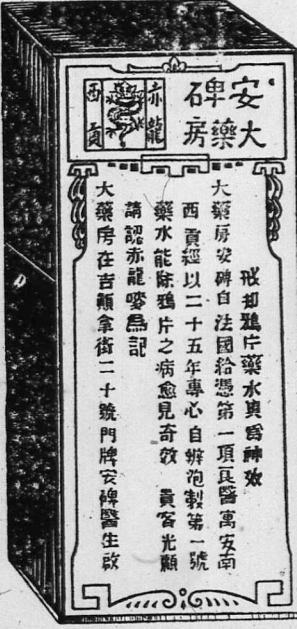 安碑
大藥房
赤龍
西貢
戒却鴉片藥水輿爲神效
大藥房安碑自法國給憑第一項良醫寓安南
西貢經以二十五年專心自辦泡製第一號
藥水能除鴉片之病愈見奇效 貴客光顧
請認赤龍嘜爲記
大藥房在吉顛拿街二十號門牌安碑醫生啟